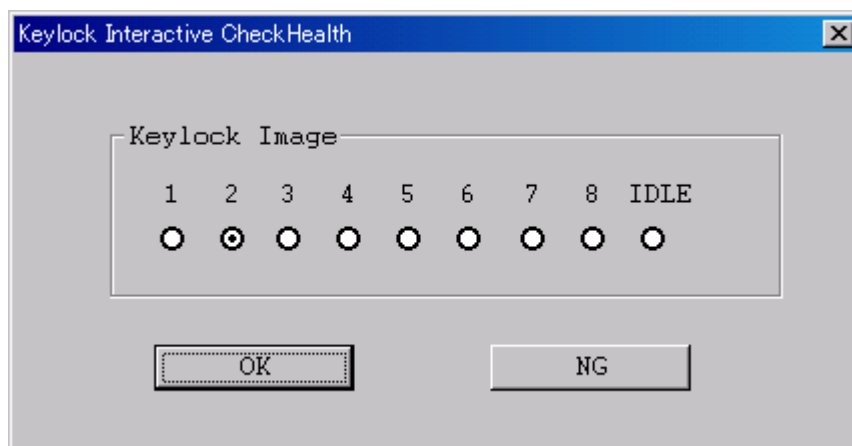 Keylock Interactive CheckHealth
Keylock Image
1 2 3 4 5 6 7 8 IDLE
OK NG